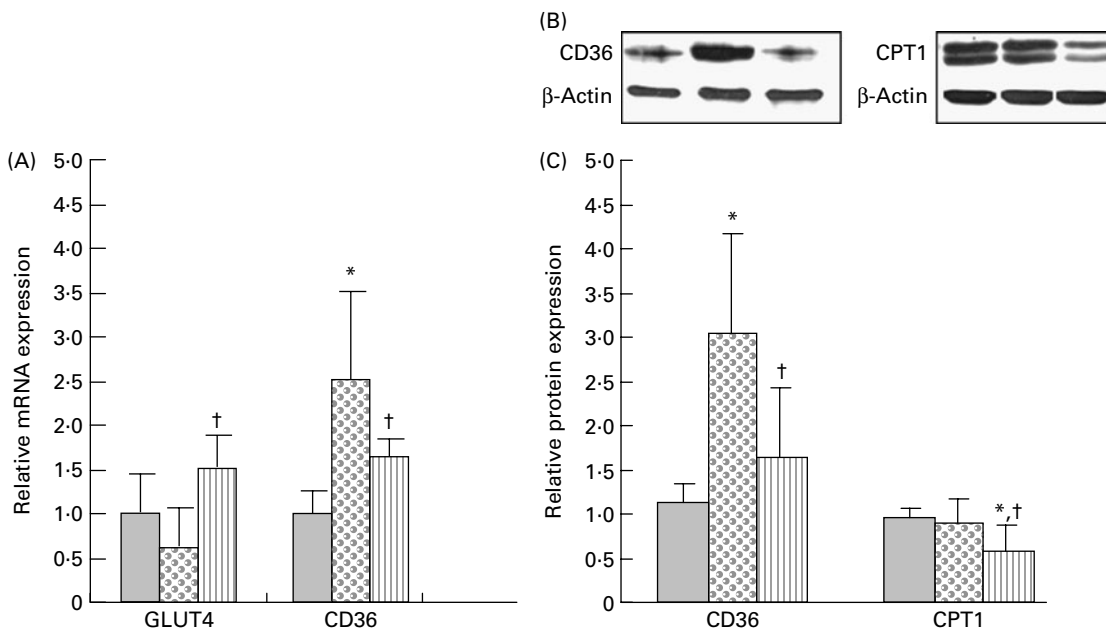 (B)
CD36
β-Actin
CPT1
β-Actin
(A)
Relative mRNA expression
5·0
4·5
4·0
3·5
3·0
2·5
2·0
1·5
1·0
0·5
0
*
†
†
GLUT4
CD36
(C)
Relative protein expression
5·0
4·5
4·0
3·5
3·0
2·5
2·0
1·5
1·0
0·5
0
*
†
*,†
CD36
CPT1